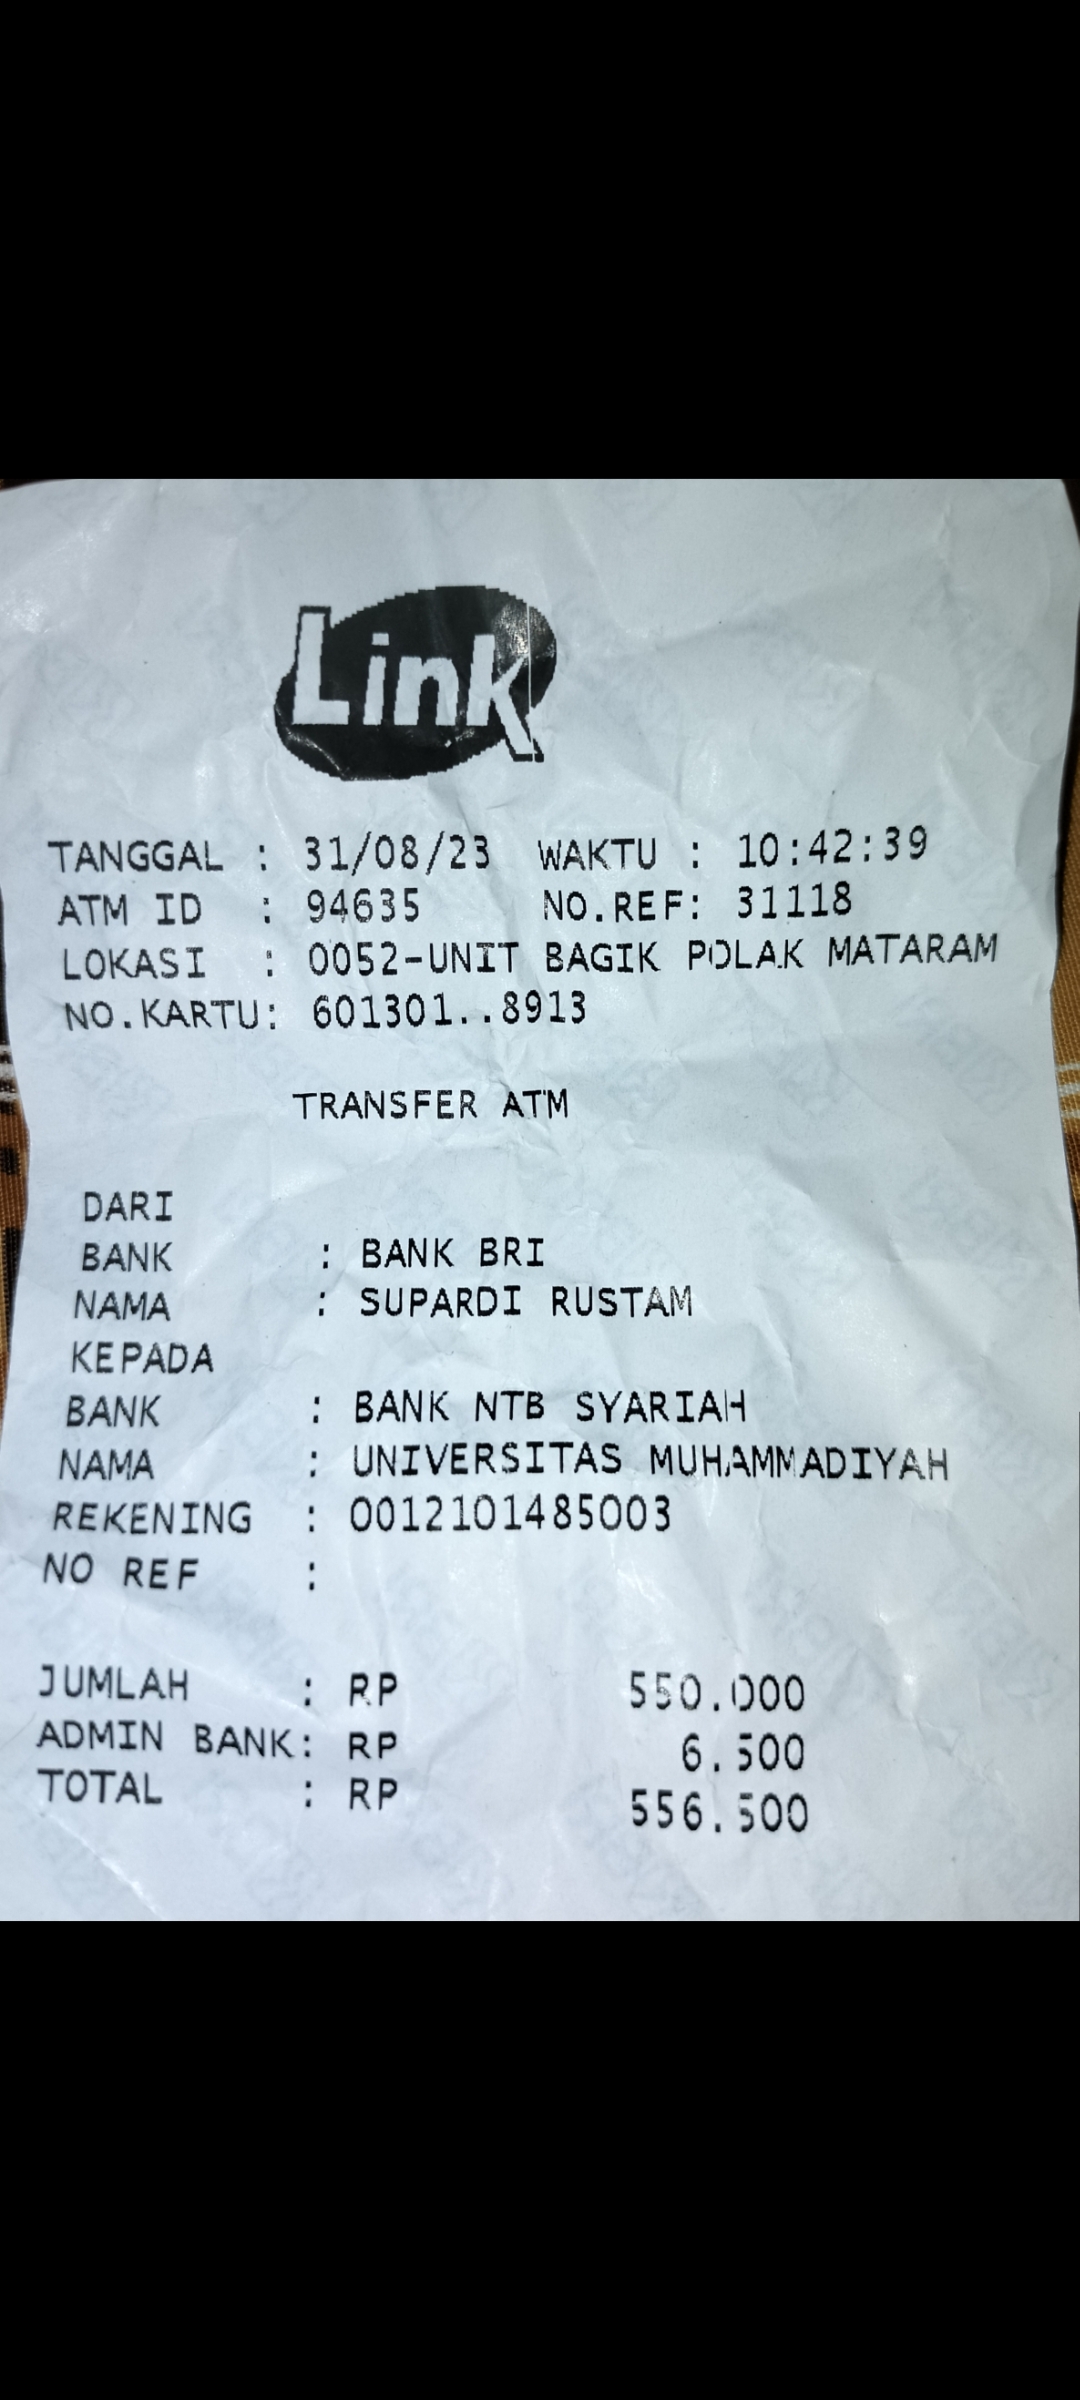 Link
TANGGAL : 31/08/23 WAKTU : 10:42:39
ATM ID : 94635 NO.REF: 31118
LOKASI : 0052-UNIT BAGIK POLAK MATARAM
NO.KARTU: 601301..8913
TRANSFER ATM
DARI
BANK : BANK BRI
NAMA : SUPARDI RUSTAM
KEPADA
BANK : BANK NTB SYARIAH
NAMA : UNIVERSITAS MUHAMMADIYAH
REKENING : 0012101485003
NO REF :
JUMLAH : RP 550.000
ADMIN BANK: RP 6.500
TOTAL : RP 556.500